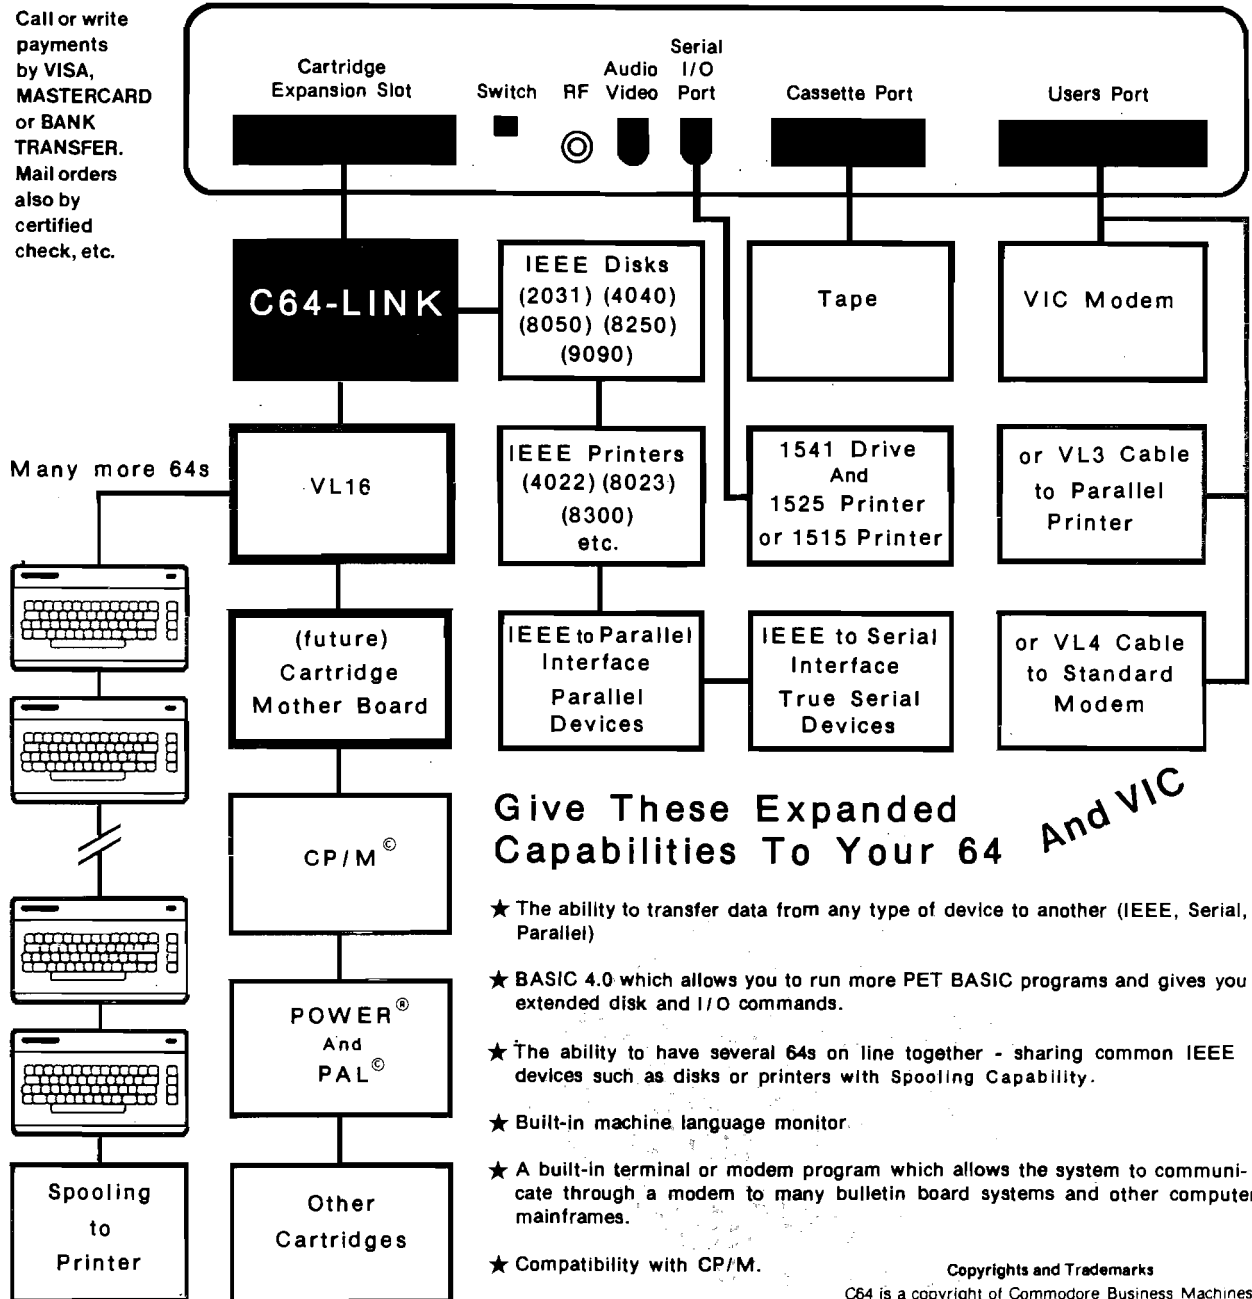 Call or write
payments
by VISA,
MASTERCARD
or BANK
TRANSFER.
Mail orders
also by
certified
check, etc.
Cartridge
Expansion Slot
Switch
RF
Audio
Video
Serial
I/O
Port
Cassette Port
Users Port
C64-LINK
IEEE Disks
(2031) (4040)
(8050) (8250)
(9090)
Tape
VIC Modem
Many more 64s
VL16
IEEE Printers
(4022) (8023)
(8300)
etc.
1541 Drive
And
1525 Printer
or 1515 Printer
or VL3 Cable
to Parallel
Printer
(future)
Cartridge
Mother Board
IEEE to Parallel
Interface
Parallel
Devices
IEEE to Serial
Interface
True Serial
Devices
or VL4 Cable
to Standard
Modem
CP/M©
POWER®
And
PAL©
Other
Cartridges
Spooling
to
Printer
Give These Expanded
Capabilities To Your 64
And VIC
★ The ability to transfer data from any type of device to another (IEEE, Serial,
Parallel)
★ BASIC 4.0 which allows you to run more PET BASIC programs and gives you
extended disk and I/O commands.
★ The ability to have several 64s on line together - sharing common IEEE
devices such as disks or printers with Spooling Capability.
★ Built-in machine language monitor
★ A built-in terminal or modem program which allows the system to communi-
cate through a modem to many bulletin board systems and other computer
mainframes.
★ Compatibility with CP/M.
Copyrights and Trademarks
C64 is a copyright of Commodore Business Machines